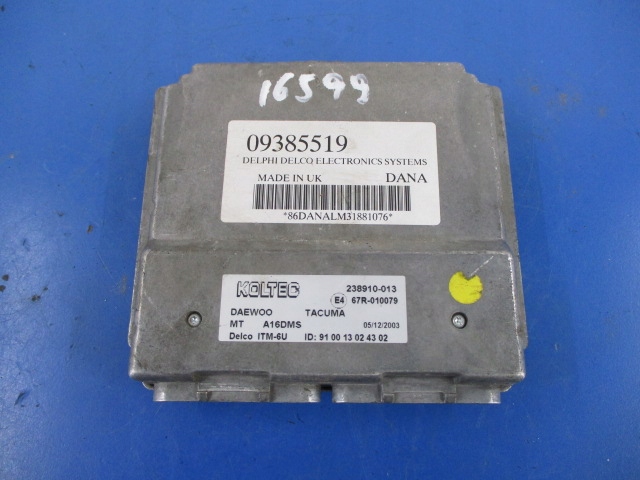 16599
09385519
DELPHI DELCO ELECTRONICS SYSTEMS
MADE IN UK DANA
*86DANALM31881076*
KOLTEC 238910-013
E4 67R-010079
DAEWOO TACUMA
MT A16DMS 05/12/2003
Delco ITM-6U ID: 91 00 13 02 43 02